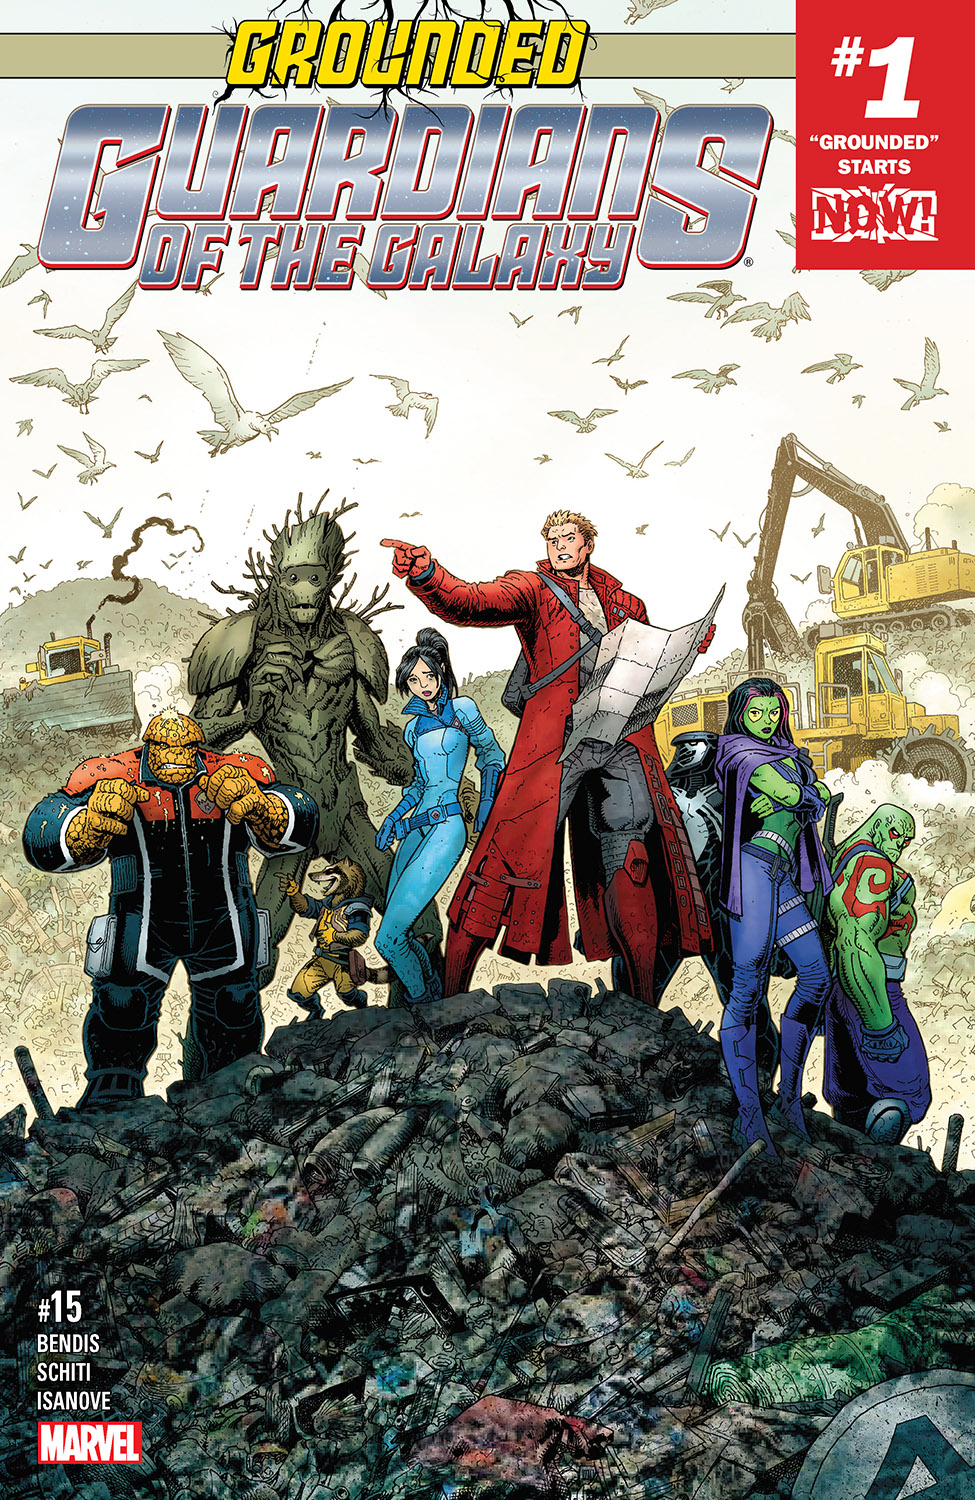 GROUNDED
GUARDIANS
OF THE GALAXY
®
#1
"GROUNDED"
STARTS
NOW!
#15
BENDIS
SCHITI
ISANOVE
MARVEL